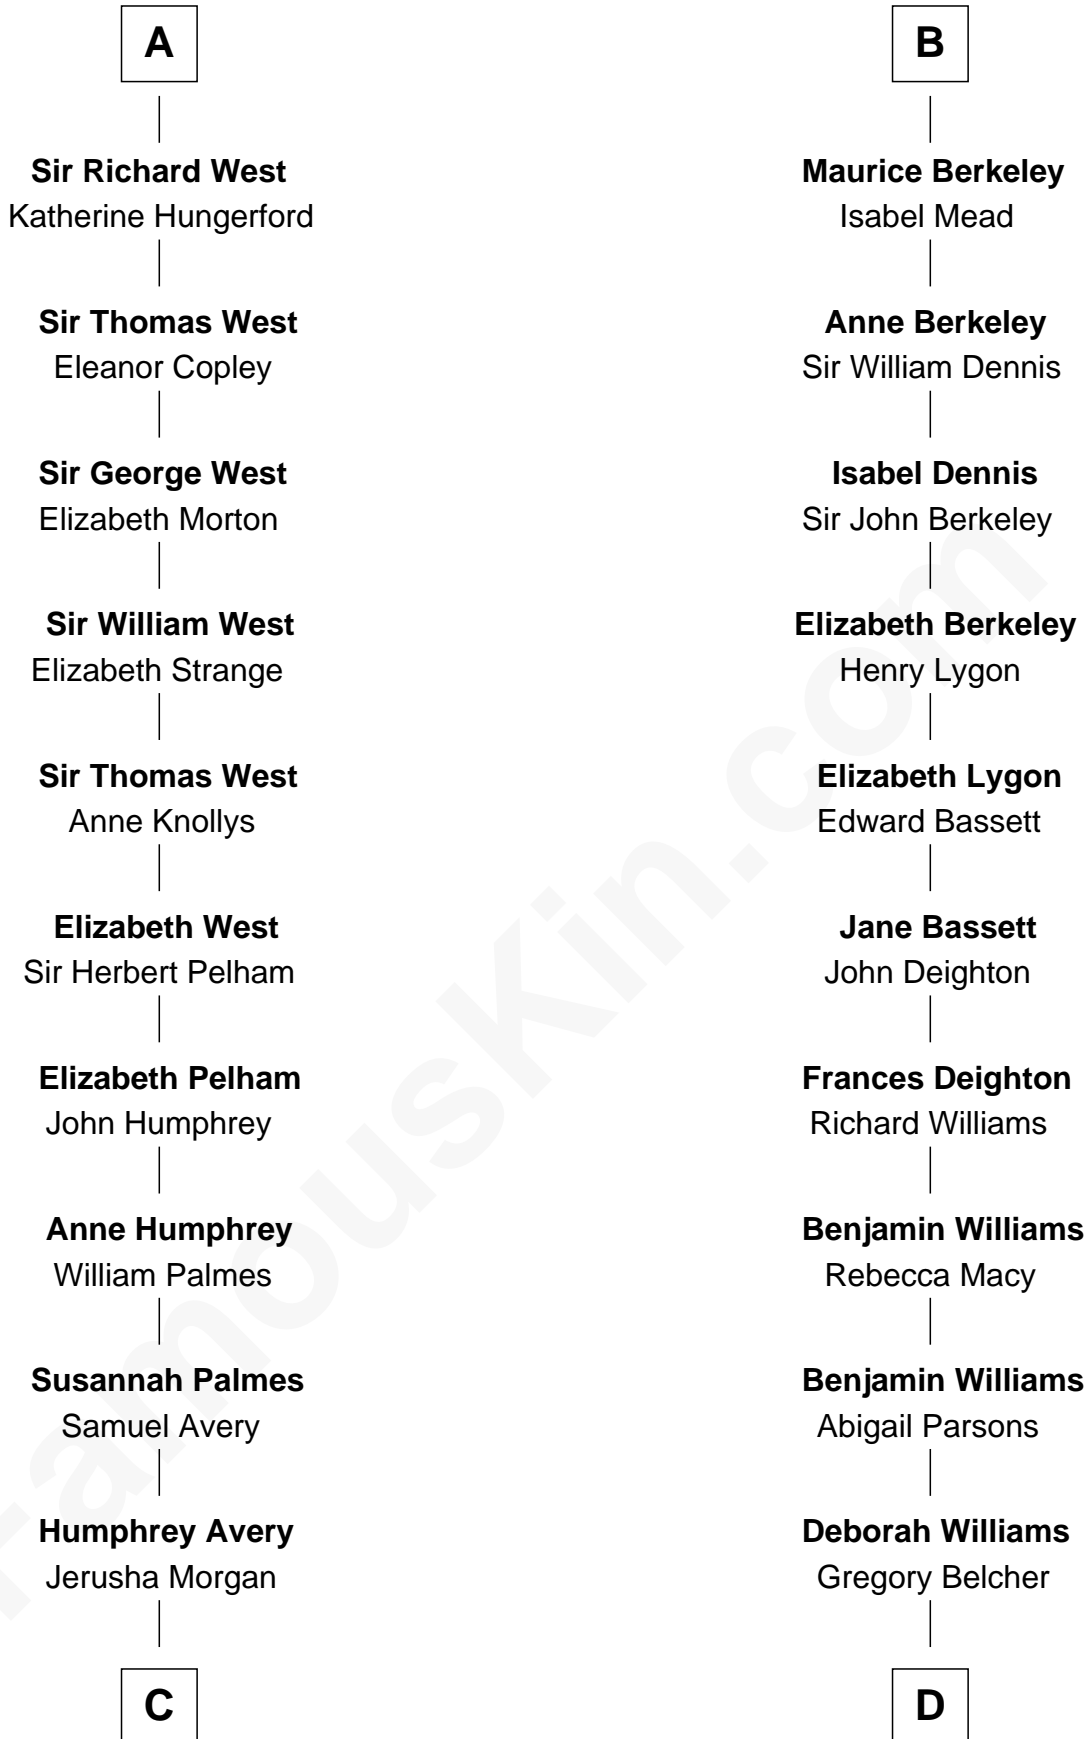 A
Sir Richard West
Katherine Hungerford
Sir Thomas West
Eleanor Copley
Sir George West
Elizabeth Morton
Sir William West
Elizabeth Strange
Sir Thomas West
Anne Knollys
Elizabeth West
Sir Herbert Pelham
Elizabeth Pelham
John Humphrey
Anne Humphrey
William Palmes
Susannah Palmes
Samuel Avery
Humphrey Avery
Jerusha Morgan
C
B
Maurice Berkeley
Isabel Mead
Anne Berkeley
Sir William Dennis
Isabel Dennis
Sir John Berkeley
Elizabeth Berkeley
Henry Lygon
Elizabeth Lygon
Edward Bassett
Jane Bassett
John Deighton
Frances Deighton
Richard Williams
Benjamin Williams
Rebecca Macy
Benjamin Williams
Abigail Parsons
Deborah Williams
Gregory Belcher
D
FamousKin.com